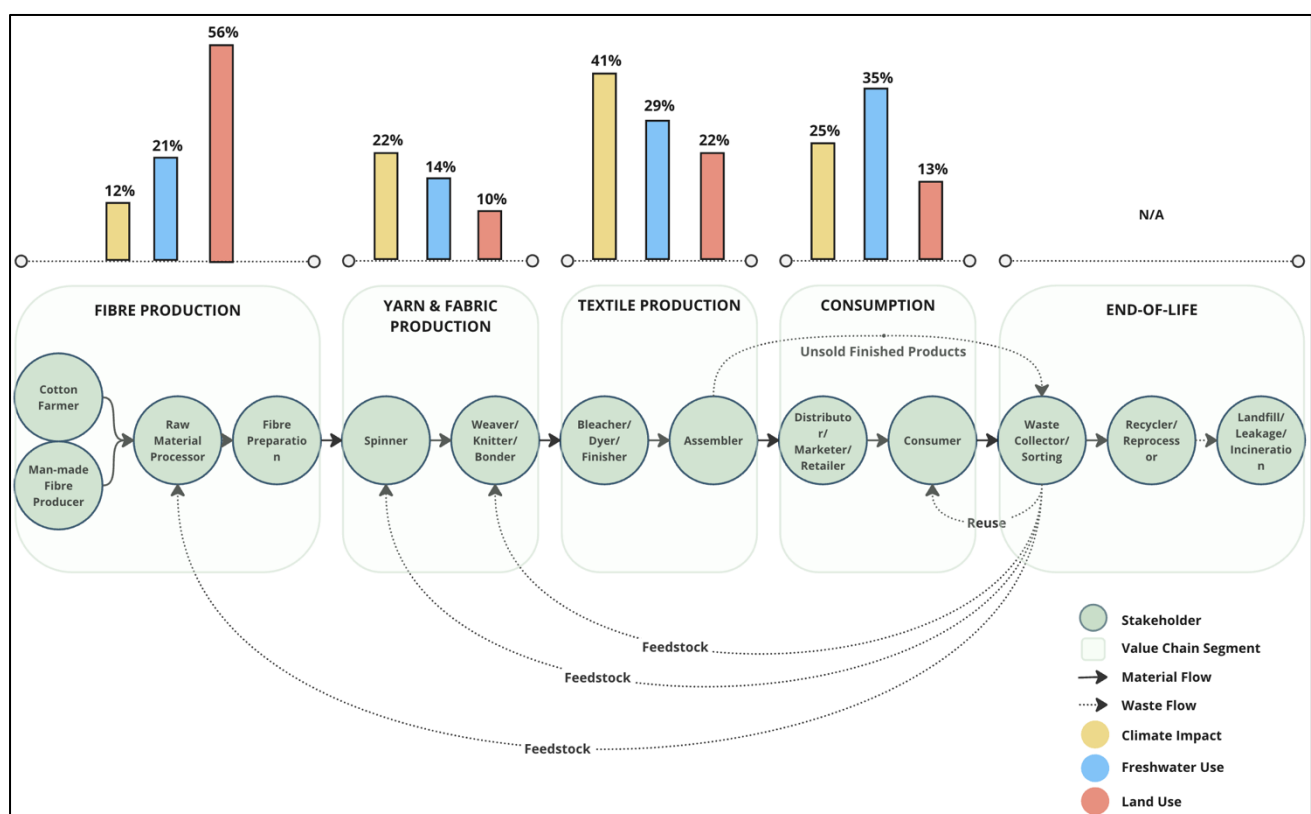 56%
41%
35%
29%
25%
21%
22%
22%
12%
14%
10%
13%
N/A
FIBRE PRODUCTION
YARN & FABRIC
PRODUCTION
TEXTILE PRODUCTION
CONSUMPTION
END-OF-LIFE
Unsold Finished Products
Cotton
Farmer
Man-made
Fibre
Producer
Raw
Material
Processor
Fibre
Preparatio
n
Spinner
Weaver/
Knitter/
Bonder
Bleacher/
Dyer/
Finisher
Assembler
Distributo
r/
Marketer/
Retailer
Consumer
Waste
Collector/
Sorting
Recycler/
Reprocess
or
Landfill/
Leakage/
Incineratio
n
Reuse
Feedstock
Feedstock
Feedstock
Stakeholder
Value Chain Segment
Material Flow
Waste Flow
Climate Impact
Freshwater Use
Land Use